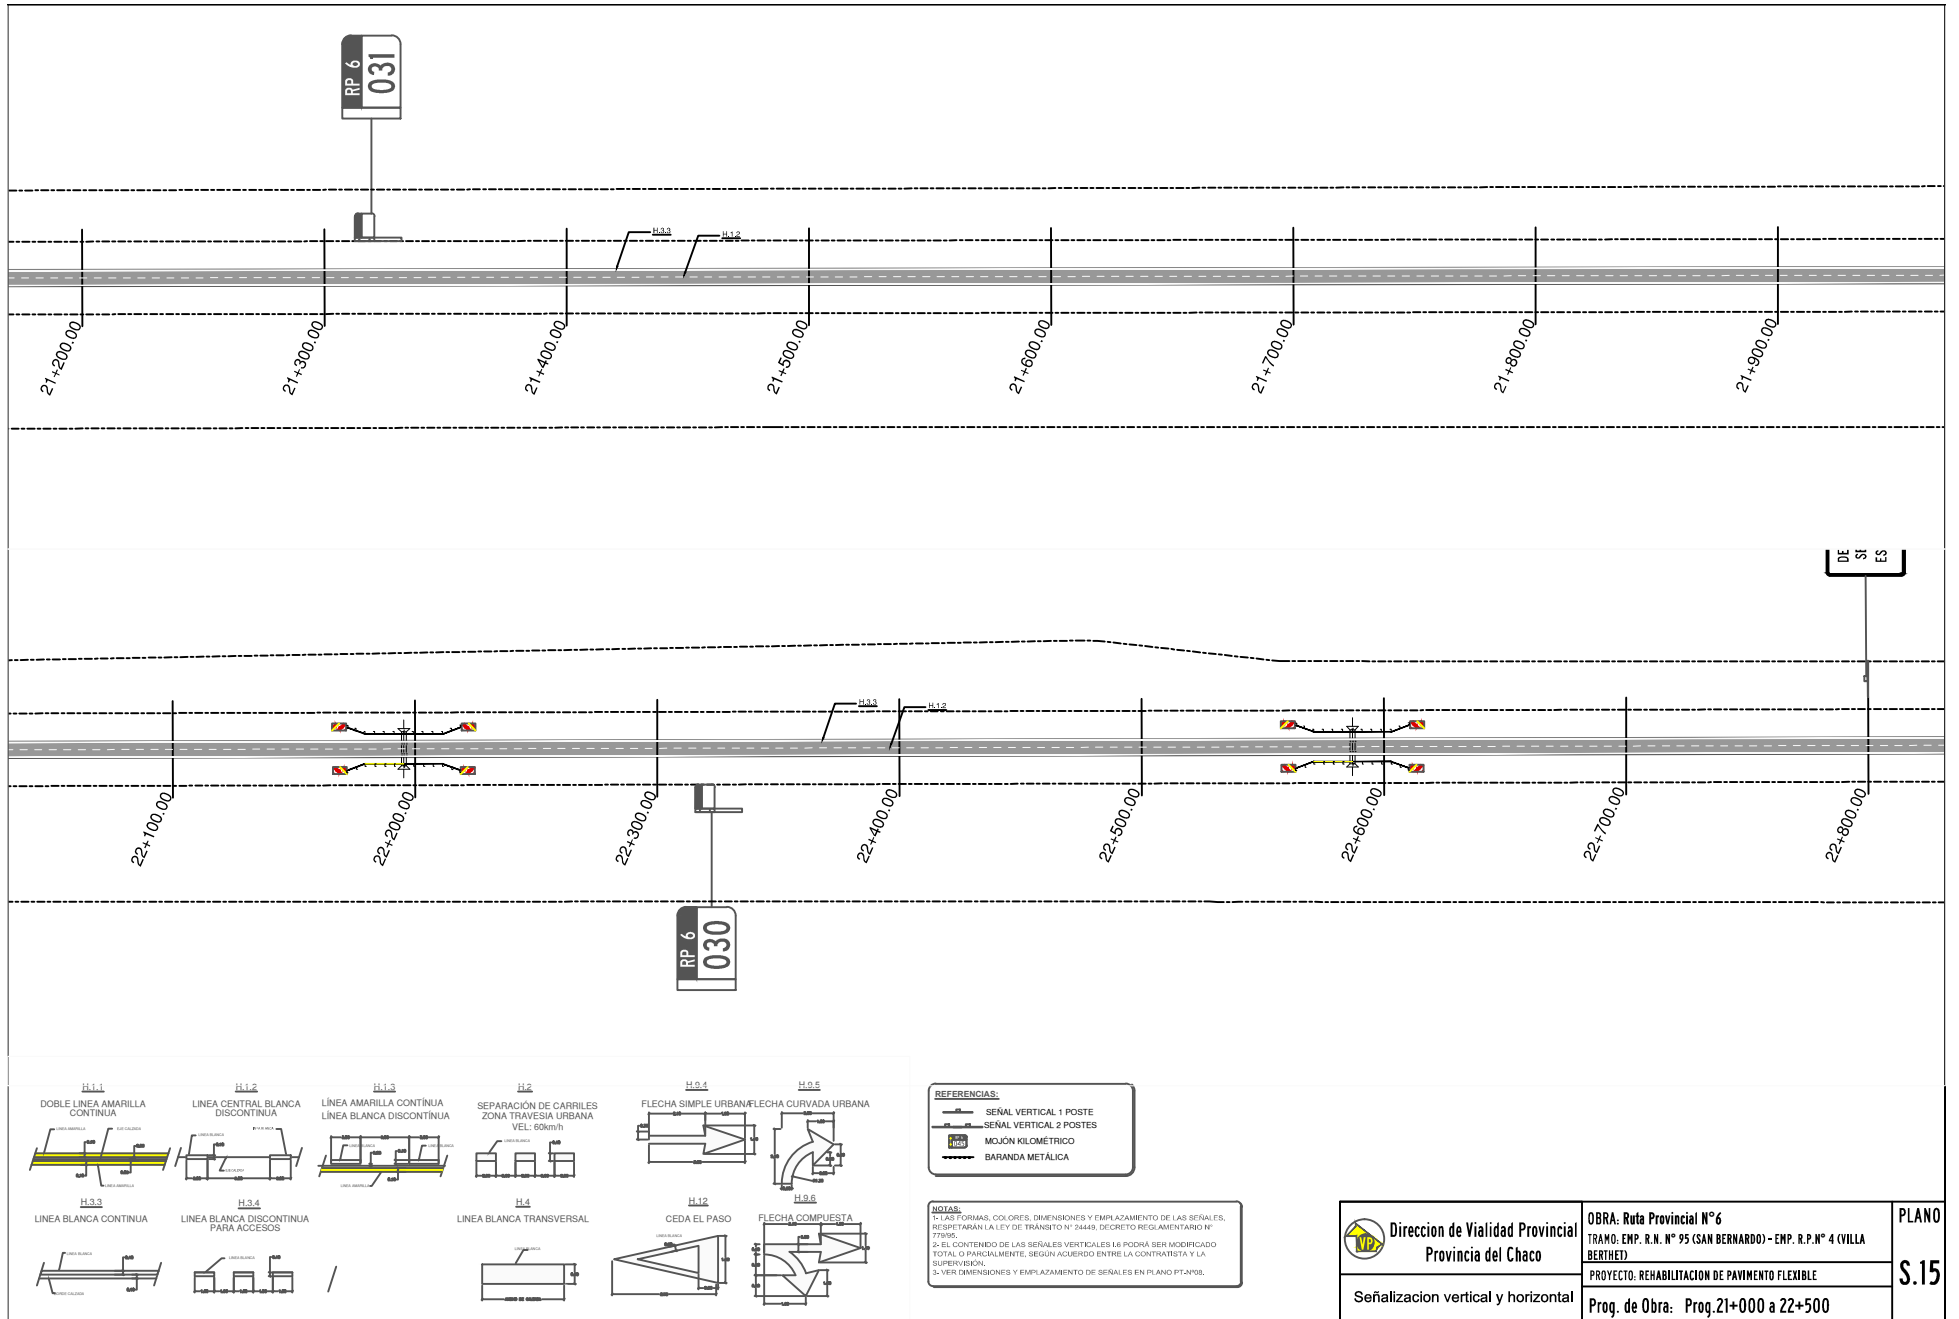 RP 6
031
H.3.3
H.1.2
21+200.00
21+300.00
21+400.00
21+500.00
21+600.00
21+700.00
21+800.00
21+900.00
DE
ES
H.3.3
H.1.2
22+100.00
22+200.00
22+300.00
22+400.00
22+500.00
22+600.00
22+700.00
22+800.00
RP 6
030
H.1.1
DOBLE LINEA AMARILLA
CONTINUA
H.1.2
LINEA CENTRAL BLANCA
DISCONTINUA
H.1.3
LÍNEA AMARILLA CONTÍNUA
LÍNEA BLANCA DISCONTÍNUA
H.2
SEPARACIÓN DE CARRILES
ZONA TRAVESIA URBANA
VEL: 60km/h
H.9.4
FLECHA SIMPLE URBANA
H.9.5
FLECHA CURVADA URBANA
H.3.3
LINEA BLANCA CONTINUA
H.3.4
LINEA BLANCA DISCONTINUA
PARA ACCESOS
H.4
LINEA BLANCA TRANSVERSAL
H.12
CEDA EL PASO
H.9.6
FLECHA COMPUESTA
REFERENCIAS:
SEÑAL VERTICAL 1 POSTE
SEÑAL VERTICAL 2 POSTES
MOJÓN KILOMÉTRICO
BARANDA METÁLICA
NOTAS:
1- LAS FORMAS, COLORES, DIMENSIONES Y EMPLAZAMIENTO DE LAS SEÑALES,
RESPETARÁN LA LEY DE TRÁNSITO N° 24449, DECRETO REGLAMENTARIO N°
779/95.
2- EL CONTENIDO DE LAS SEÑALES VERTICALES I.6 PODRÁ SER MODIFICADO
TOTAL O PARCIALMENTE, SEGÚN ACUERDO ENTRE LA CONTRATISTA Y LA
SUPERVISIÓN.
3- VER DIMENSIONES Y EMPLAZAMIENTO DE SEÑALES EN PLANO PT-N°08.
VP
Direccion de Vialidad Provincial
Provincia del Chaco
Señalizacion vertical y horizontal
OBRA: Ruta Provincial N°6
TRAMO: EMP. R.N. N° 95 (SAN BERNARDO) - EMP. R.P.N° 4 (VILLA
BERTHET)
PROYECTO: REHABILITACION DE PAVIMENTO FLEXIBLE
Prog. de Obra: Prog.21+000 a 22+500
PLANO
S.15